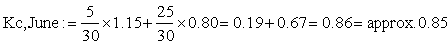 Kc,June := 5/30 ×1.15+ 25/30 ×0.80= 0.19+0.67= 0.86= approx.0.85